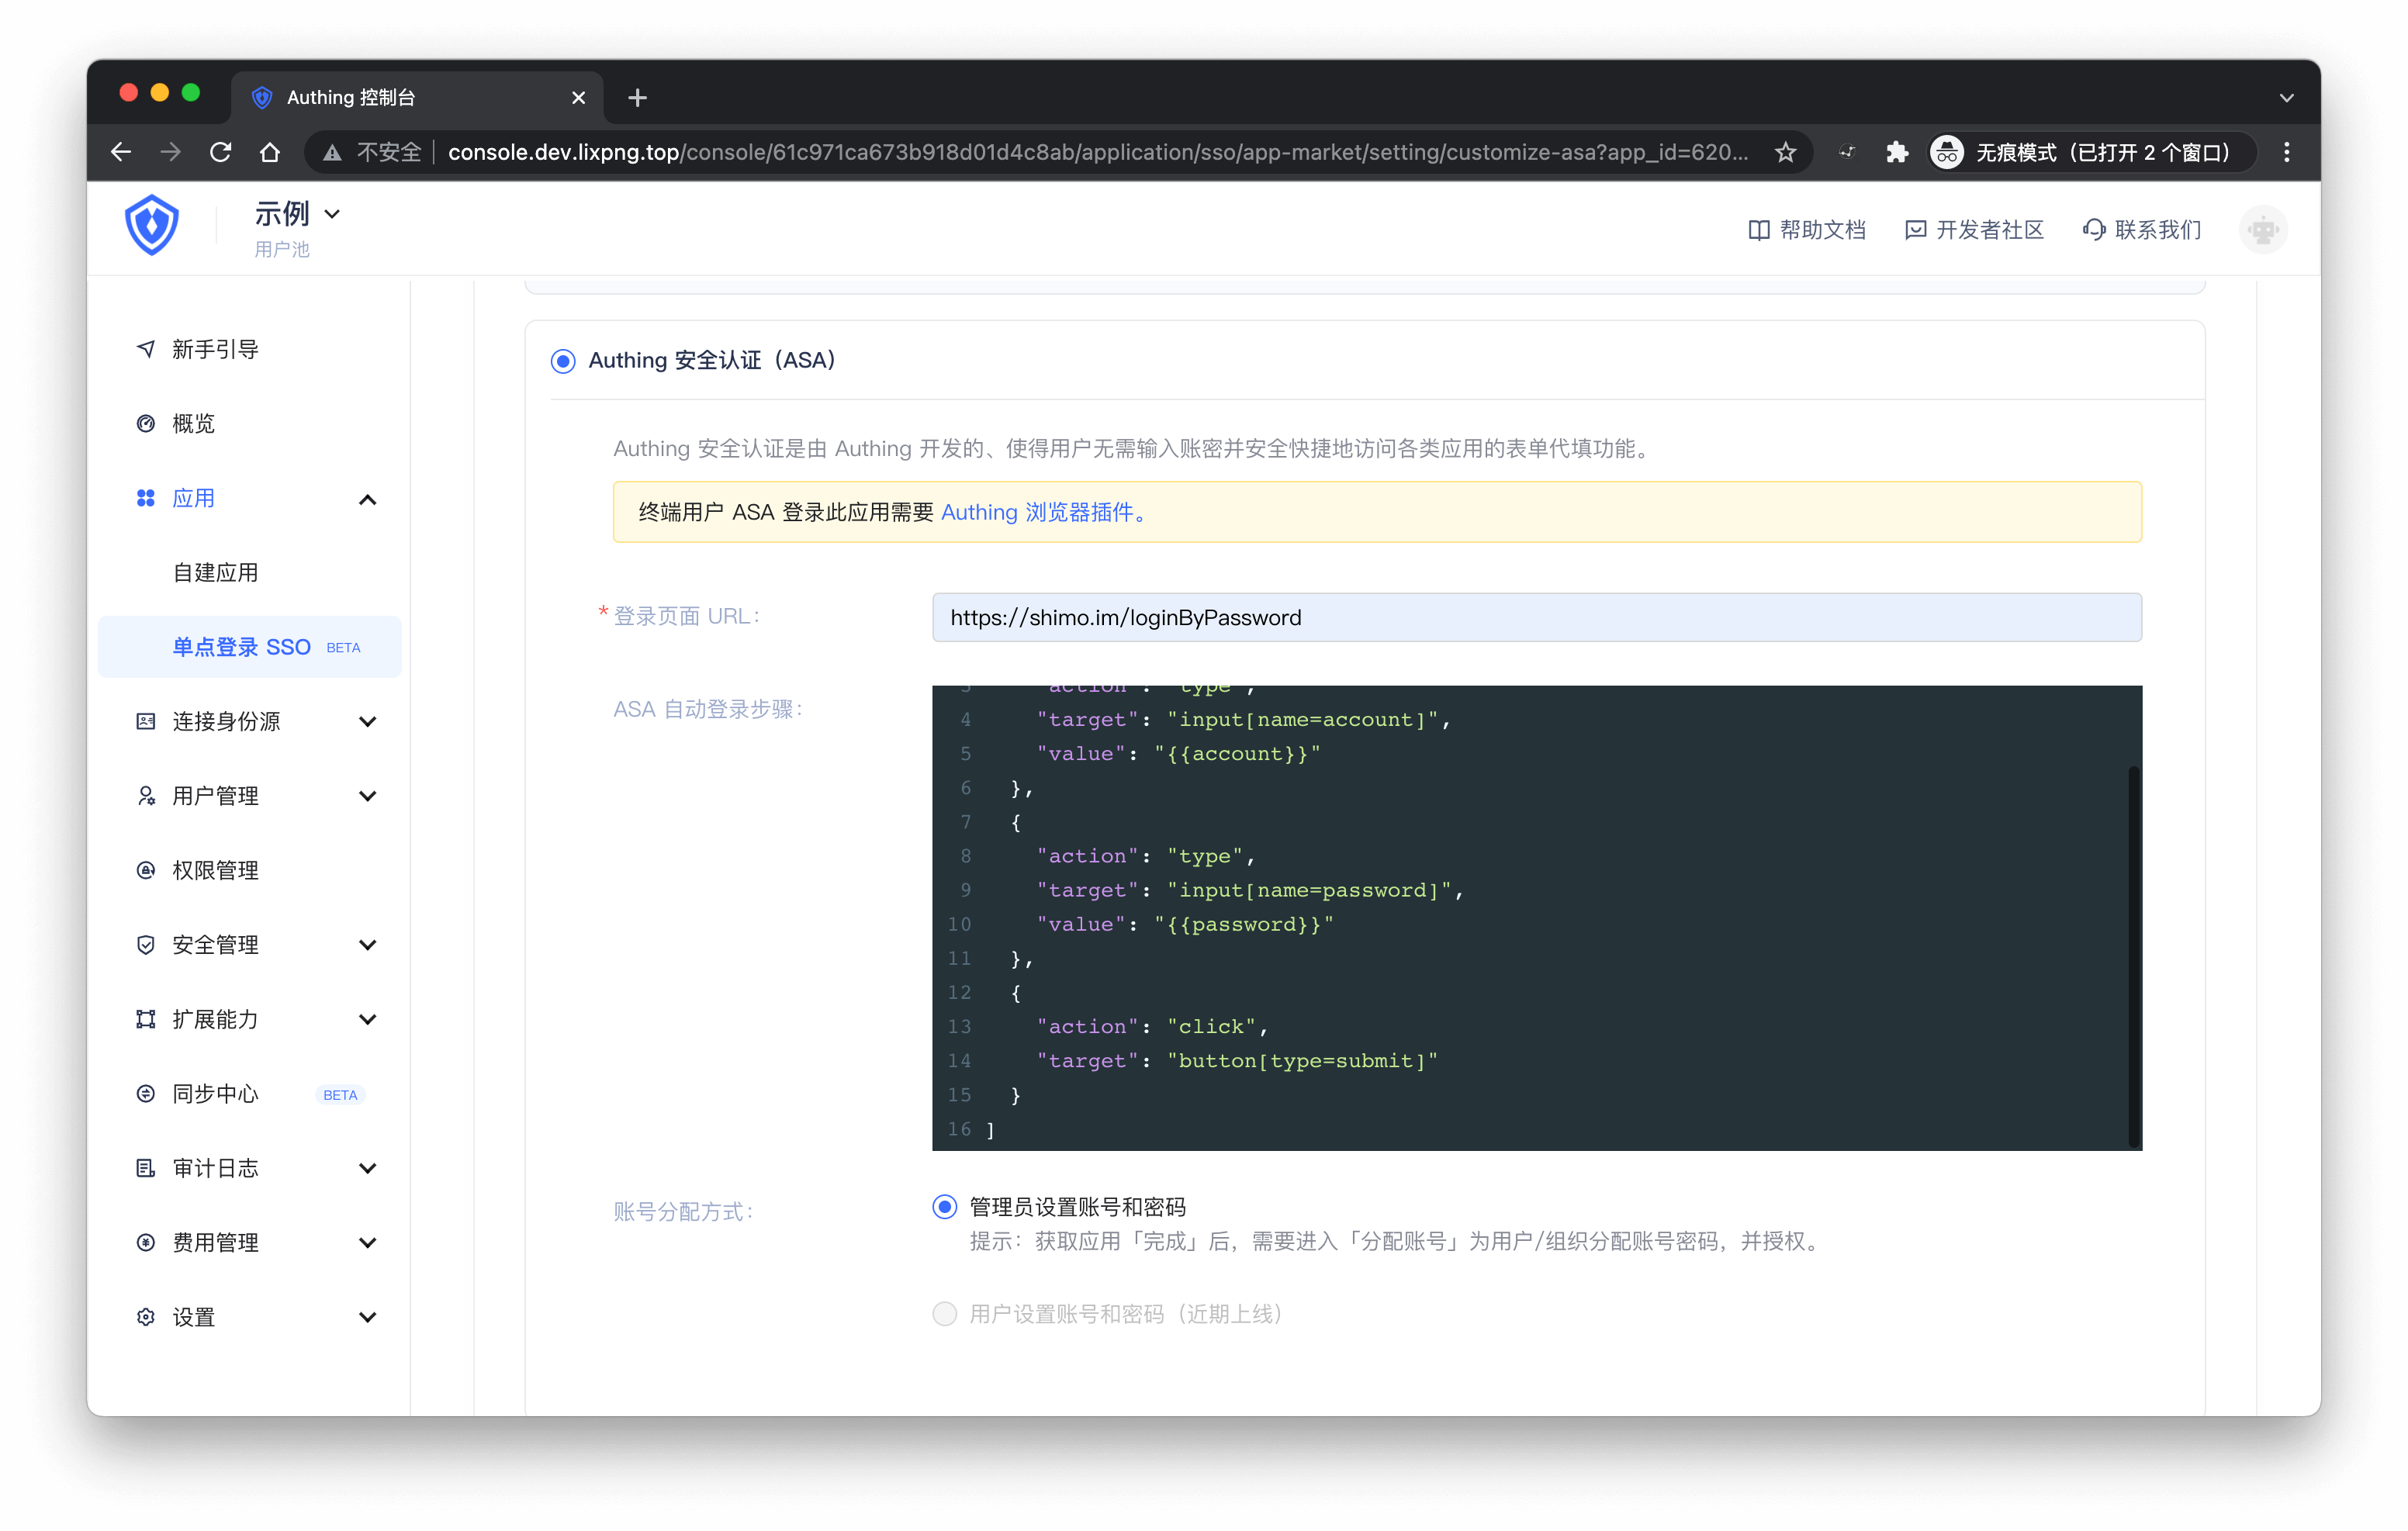 Authing 控制台
不安全 console.dev.lixpng.top/console/61c971ca673b918d01d4c8ab/application/sso/app-market/setting/customize-asa?app_id=620... 无痕模式（已打开 2 个窗口）
示例
用户池
帮助文档 开发者社区 联系我们
新手引导
概览
应用
自建应用
单点登录 SSO BETA
连接身份源
用户管理
权限管理
安全管理
扩展能力
同步中心 BETA
审计日志
费用管理
设置
Authing 安全认证（ASA）
Authing 安全认证是由 Authing 开发的、使得用户无需输入账密并安全快捷地访问各类应用的表单代填功能。
终端用户 ASA 登录此应用需要 Authing 浏览器插件。
* 登录页面 URL： https://shimo.im/loginByPassword
ASA 自动登录步骤：
3 "action": "type",
4 "target": "input[name=account]",
5 "value": "{{account}}"
6 },
7 {
8 "action": "type",
9 "target": "input[name=password]",
10 "value": "{{password}}"
11 },
12 {
13 "action": "click",
14 "target": "button[type=submit]"
15 }
16 ]
账号分配方式： 管理员设置账号和密码
提示：获取应用「完成」后，需要进入「分配账号」为用户/组织分配账号密码，并授权。
用户设置账号和密码（近期上线）